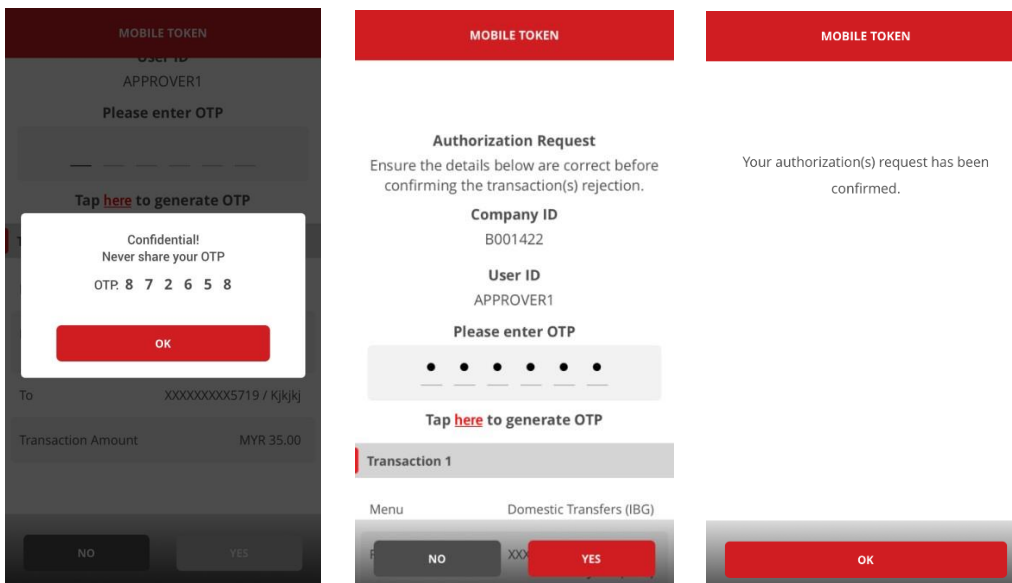 MOBILE TOKEN
User ID
APPROVER1
Please enter OTP
Tap here to generate OTP
Confidential!
Never share your OTP
OTP: 8 7 2 6 5 8
OK
To XXXXXXXXX5719 / Kjkjkj
Transaction Amount MYR 35.00
NO YES
MOBILE TOKEN
Authorization Request
Ensure the details below are correct before
confirming the transaction(s) rejection.
Company ID
B001422
User ID
APPROVER1
Please enter OTP
Tap here to generate OTP
Transaction 1
Menu Domestic Transfers (IBG)
NO YES
MOBILE TOKEN
Your authorization(s) request has been
confirmed.
OK